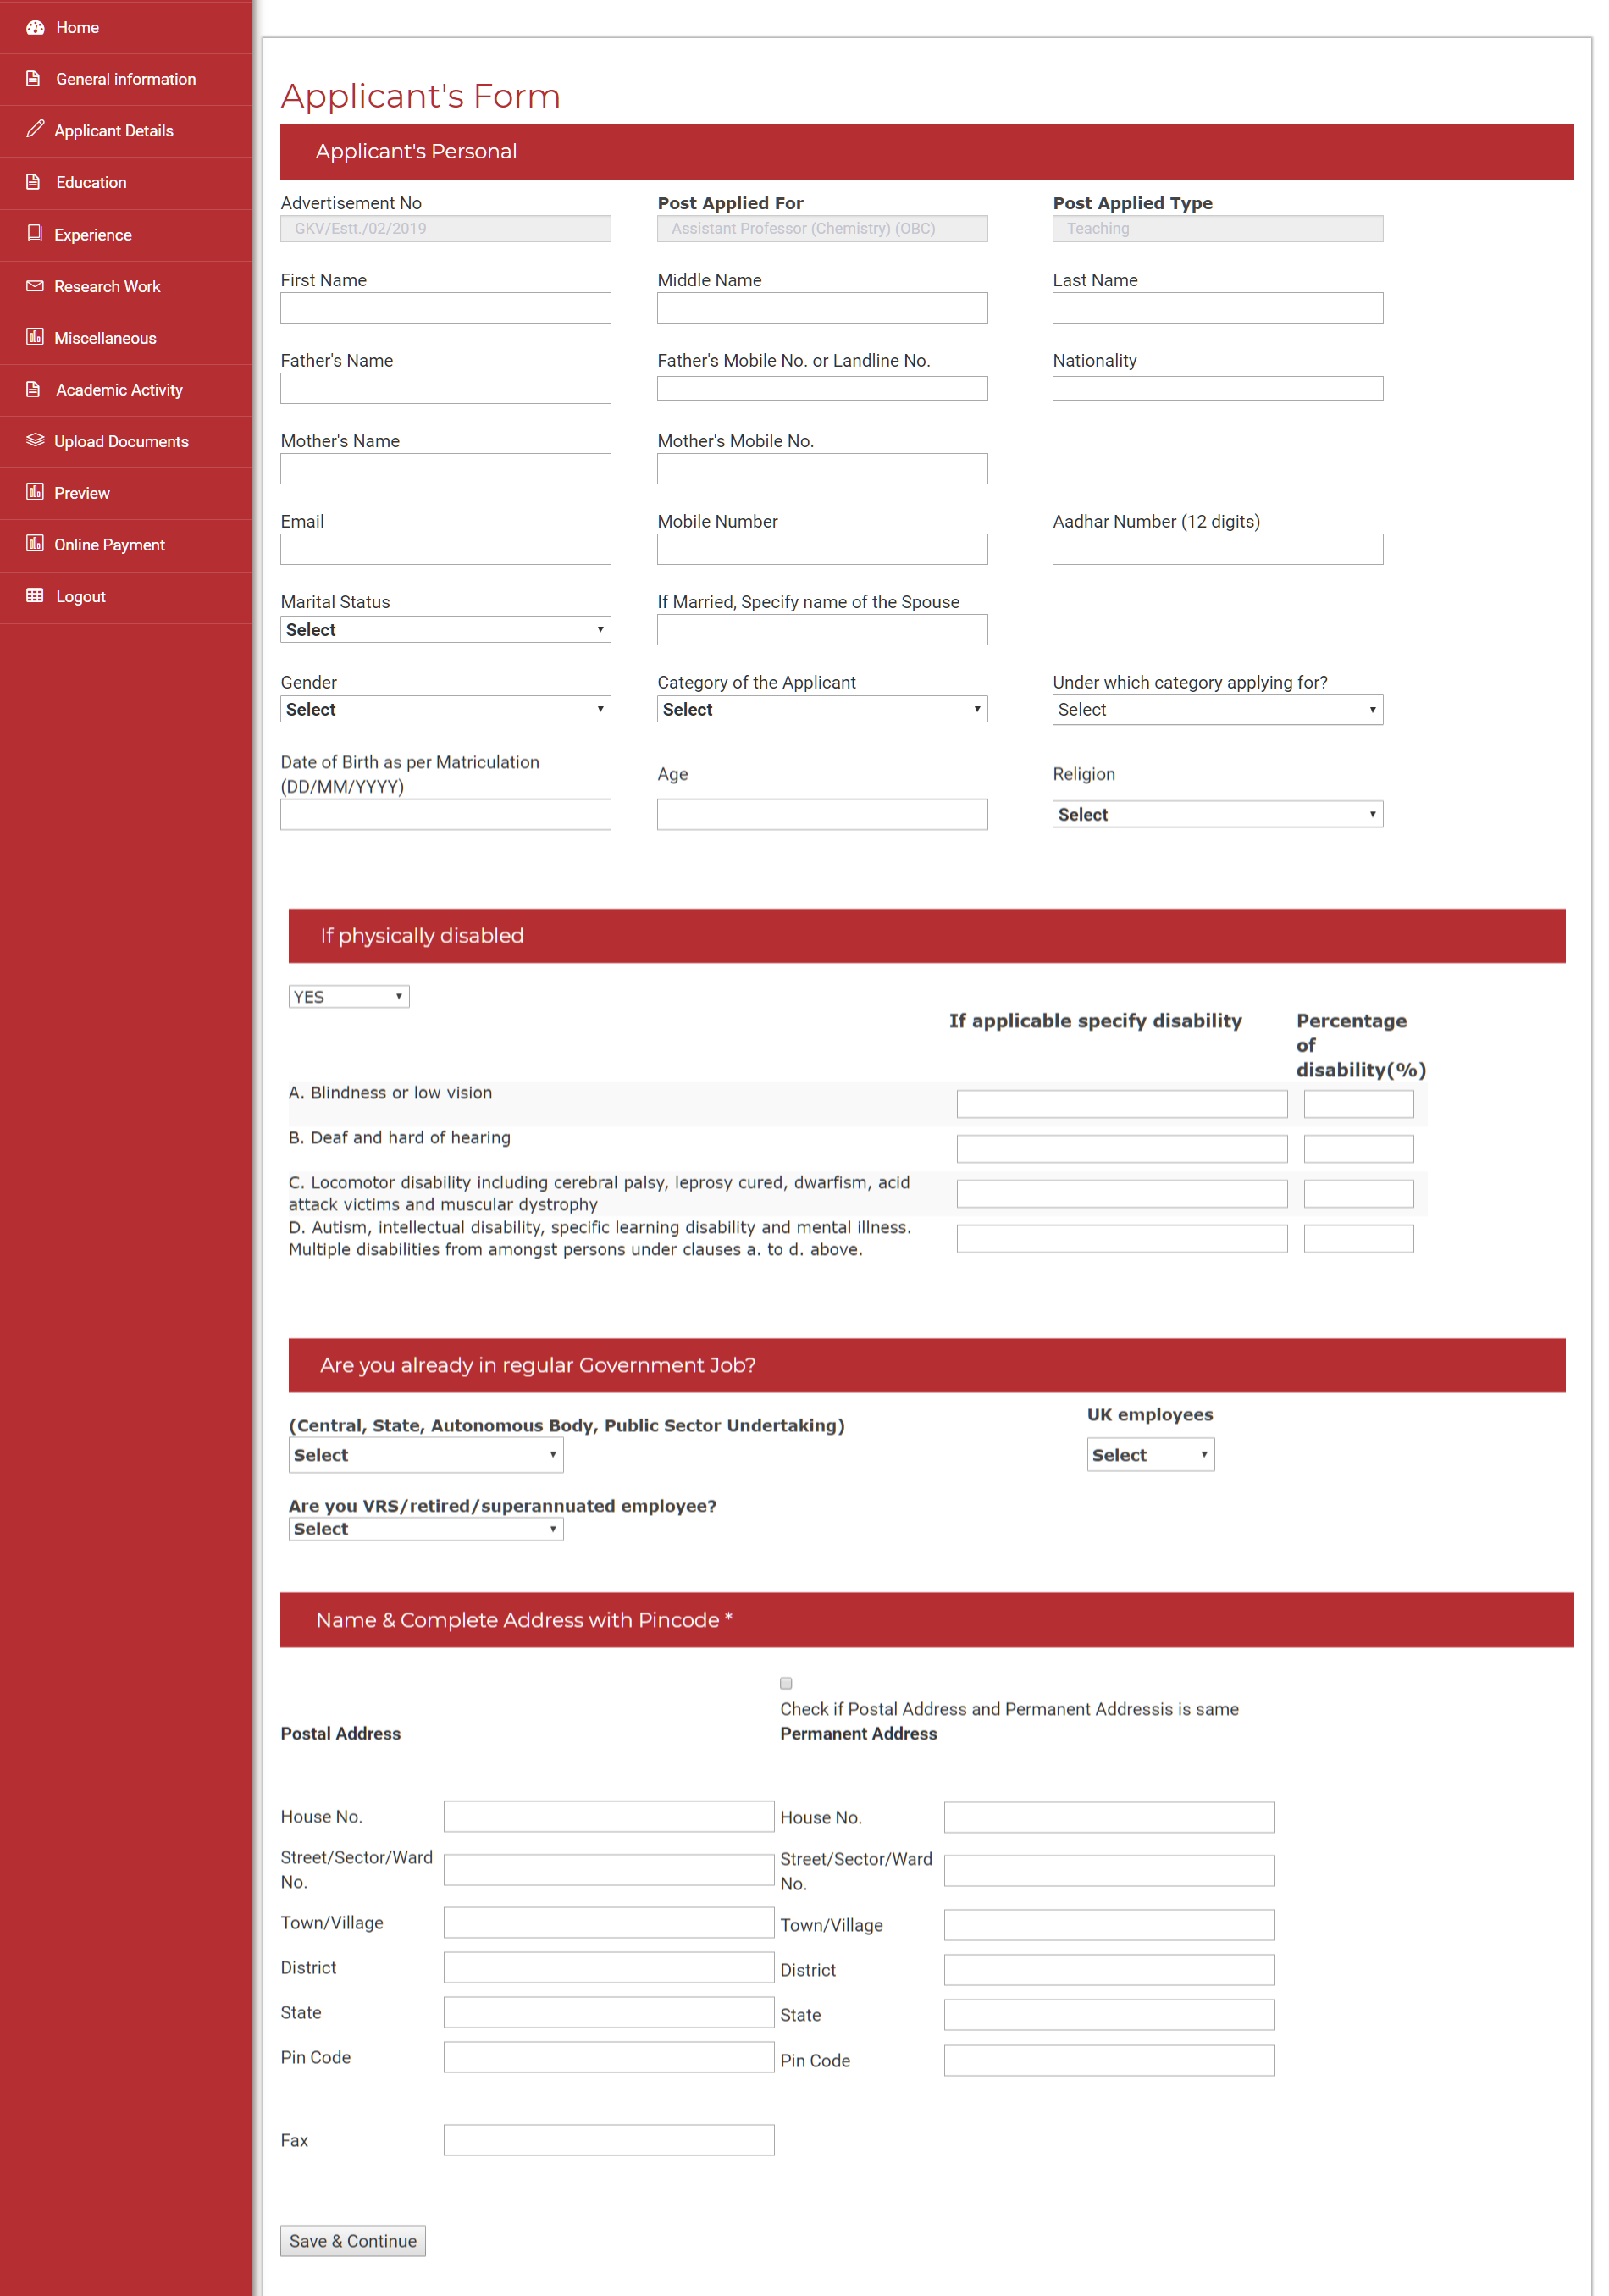 Home
General information
Applicant Details
Education
Experience
Research Work
Miscellaneous
Academic Activity
Upload Documents
Preview
Online Payment
Logout
Applicant's Form
Applicant's Personal
Advertisement No Post Applied For Post Applied Type
GKV/Estt./02/2019 Assistant Professor (Chemistry) (OBC) Teaching
First Name Middle Name Last Name
Father's Name Father's Mobile No. or Landline No. Nationality
Mother's Name Mother's Mobile No.
Email Mobile Number Aadhar Number (12 digits)
Marital Status If Married, Specify name of the Spouse
Select
Gender Category of the Applicant Under which category applying for?
Select Select Select
Date of Birth as per Matriculation
(DD/MM/YYYY) Age Religion
Select
If physically disabled
YES
If applicable specify disability Percentage
of
disability(%)
A. Blindness or low vision
B. Deaf and hard of hearing
C. Locomotor disability including cerebral palsy, leprosy cured, dwarfism, acid
attack victims and muscular dystrophy
D. Autism, intellectual disability, specific learning disability and mental illness.
Multiple disabilities from amongst persons under clauses a. to d. above.
Are you already in regular Government Job?
(Central, State, Autonomous Body, Public Sector Undertaking) UK employees
Select Select
Are you VRS/retired/superannuated employee?
Select
Name & Complete Address with Pincode *
Check if Postal Address and Permanent Addressis is same
Postal Address Permanent Address
House No. House No.
Street/Sector/Ward Street/Sector/Ward
No. No.
Town/Village Town/Village
District District
State State
Pin Code Pin Code
Fax
Save & Continue